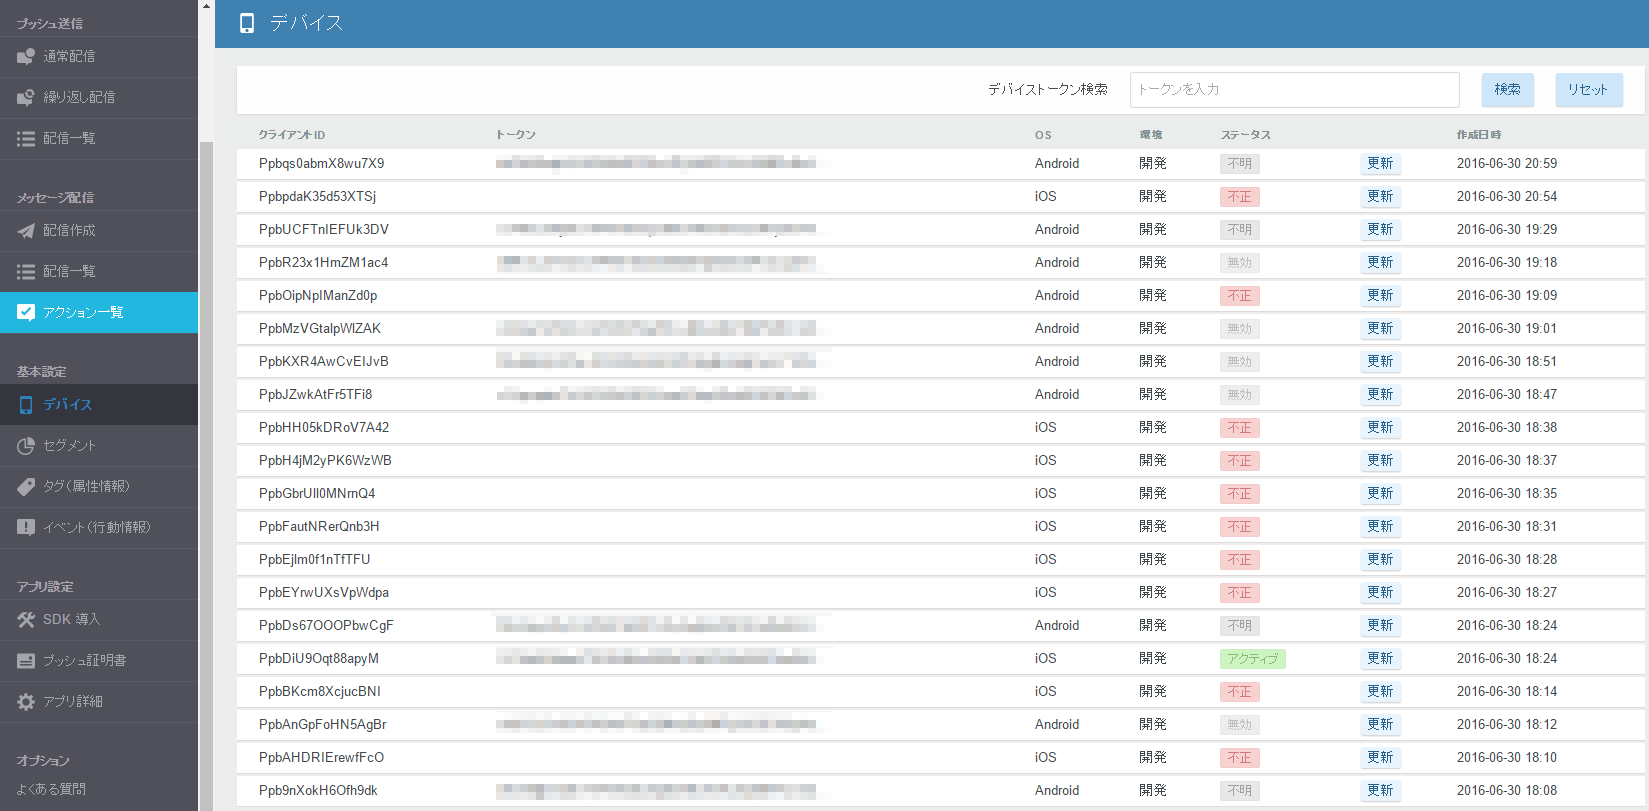 プッシュ送信
通常配信
繰り返し配信
配信一覧
メッセージ配信
配信作成
配信一覧
アクション一覧
基本設定
デバイス
セグメント
タグ(属性情報)
イベント(行動情報)
アプリ設定
SDK 導入
プッシュ証明書
アプリ詳細
オプション
よくある質問
デバイス
デバイストークン検索 トークンを入力 検索 リセット
クライアントID トークン OS 環境 ステータス 作成日時
Ppbqs0abmX8wu7X9 Android 開発 不明 更新 2016-06-30 20:59
PpbpdaK35d53XTSj iOS 開発 不正 更新 2016-06-30 20:54
PpbUCFTnIEFUk3DV Android 開発 不明 更新 2016-06-30 19:29
PpbR23x1HmZM1ac4 Android 開発 無効 更新 2016-06-30 19:18
PpbOipNpIManZd0p Android 開発 不正 更新 2016-06-30 19:09
PpbMzVGtalpWIZAK Android 開発 無効 更新 2016-06-30 19:01
PpbKXR4AwCvEIJvB Android 開発 無効 更新 2016-06-30 18:51
PpbJZwkAtFr5TFi8 Android 開発 無効 更新 2016-06-30 18:47
PpbHH05kDRoV7A42 iOS 開発 不正 更新 2016-06-30 18:38
PpbH4jM2yPK6WzWB iOS 開発 不正 更新 2016-06-30 18:37
PpbGbrUIl0MNrnQ4 iOS 開発 不正 更新 2016-06-30 18:35
PpbFautNRerQnb3H iOS 開発 不正 更新 2016-06-30 18:31
PpbEjlm0f1nTfTFU iOS 開発 不正 更新 2016-06-30 18:28
PpbEYrwUXsVpWdpa iOS 開発 不正 更新 2016-06-30 18:27
PpbDs67OOOPbwCgF Android 開発 不明 更新 2016-06-30 18:24
PpbDiU9Oqt88apyM iOS 開発 アクティブ 更新 2016-06-30 18:24
PpbBKcm8XcjucBNI iOS 開発 不正 更新 2016-06-30 18:14
PpbAnGpFoHN5AgBr Android 開発 無効 更新 2016-06-30 18:12
PpbAHDRIErewfFcO iOS 開発 不正 更新 2016-06-30 18:10
Ppb9nXokH6Ofh9dk Android 開発 不明 更新 2016-06-30 18:08